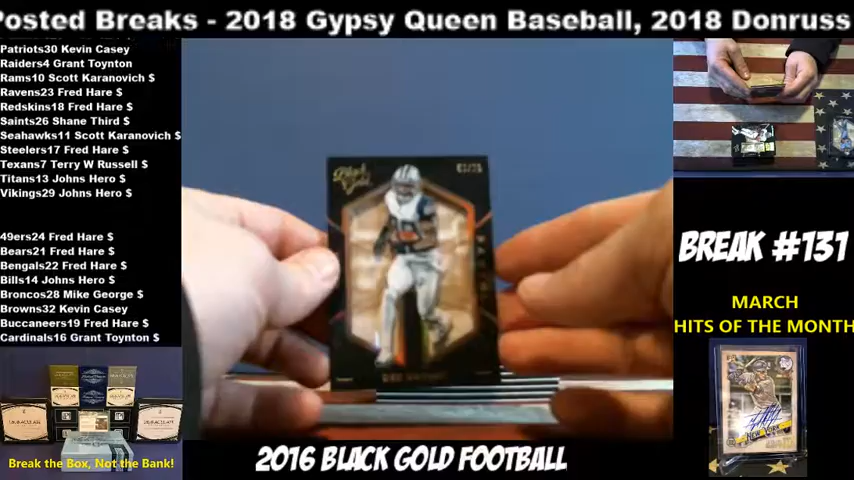 Posted Breaks - 2018 Gypsy Queen Baseball, 2018 Donruss
Patriots30 Kevin Casey
Raiders4 Grant Toynton
Rams10 Scott Karanovich $
Ravens23 Fred Hare $
Redskins18 Fred Hare $
Saints26 Shane Third $
Seahawks11 Scott Karanovich $
Steelers17 Fred Hare $
Texans7 Terry W Russell $
Titans13 Johns Hero $
Vikings29 Johns Hero $
49ers24 Fred Hare $
Bears21 Fred Hare $
Bengals22 Fred Hare $
Bills14 Johns Hero $
Broncos28 Mike George $
Browns32 Kevin Casey
Buccaneers19 Fred Hare $
Cardinals16 Grant Toynton $
Black Gold
BREAK #131
MARCH
HITS OF THE MONTH
IMMACULATE
IMMACULATE
Break the Box, Not the Bank!
2016 BLACK GOLD FOOTBALL